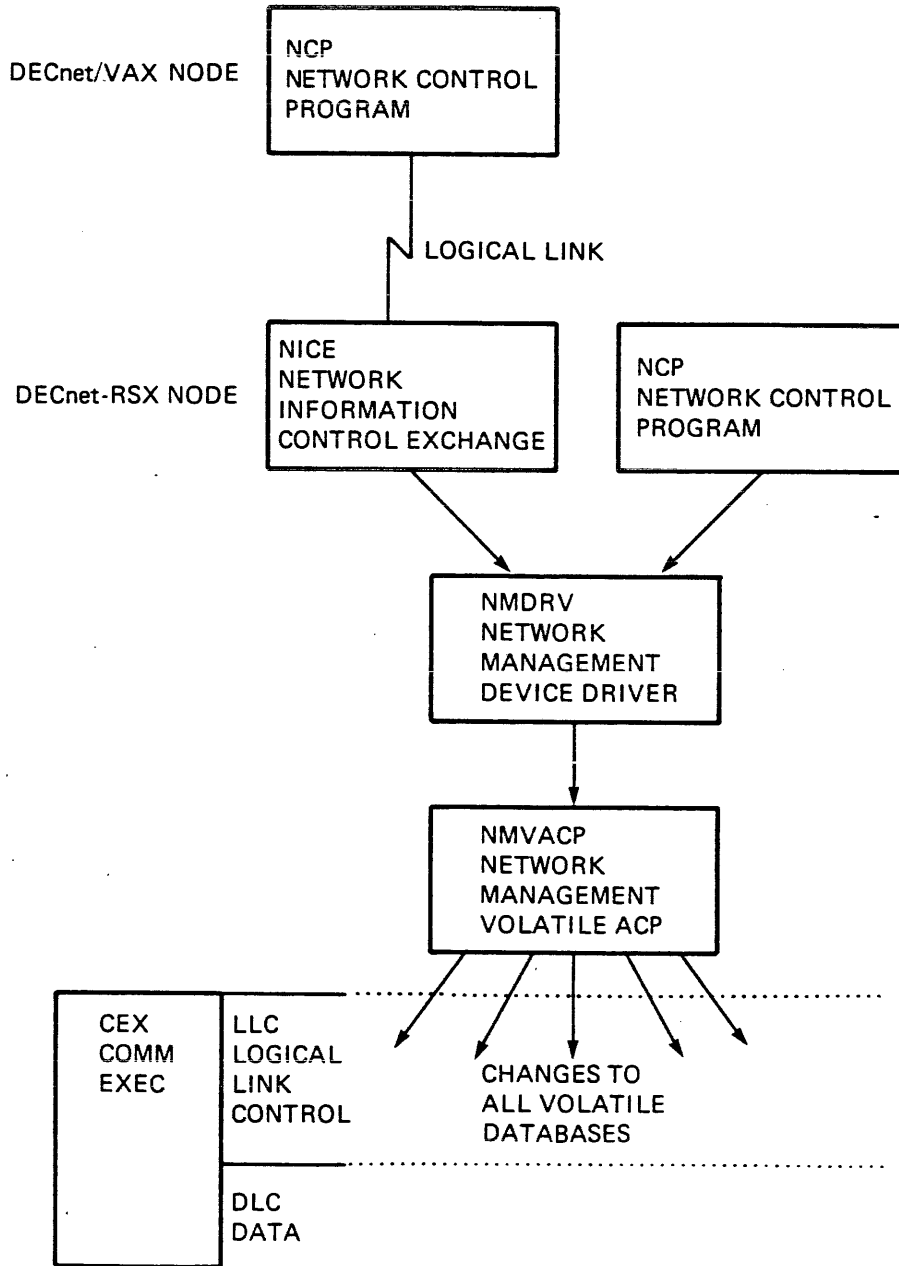 DECnet/VAX NODE
NCP
NETWORK CONTROL
PROGRAM
LOGICAL LINK
DECnet-RSX NODE
NICE
NETWORK
INFORMATION
CONTROL EXCHANGE
NCP
NETWORK CONTROL
PROGRAM
NMDRV
NETWORK
MANAGEMENT
DEVICE DRIVER
NMVACP
NETWORK
MANAGEMENT
VOLATILE ACP
CEX
COMM
EXEC
LLC
LOGICAL
LINK
CONTROL
CHANGES TO
ALL VOLATILE
DATABASES
DLC
DATA